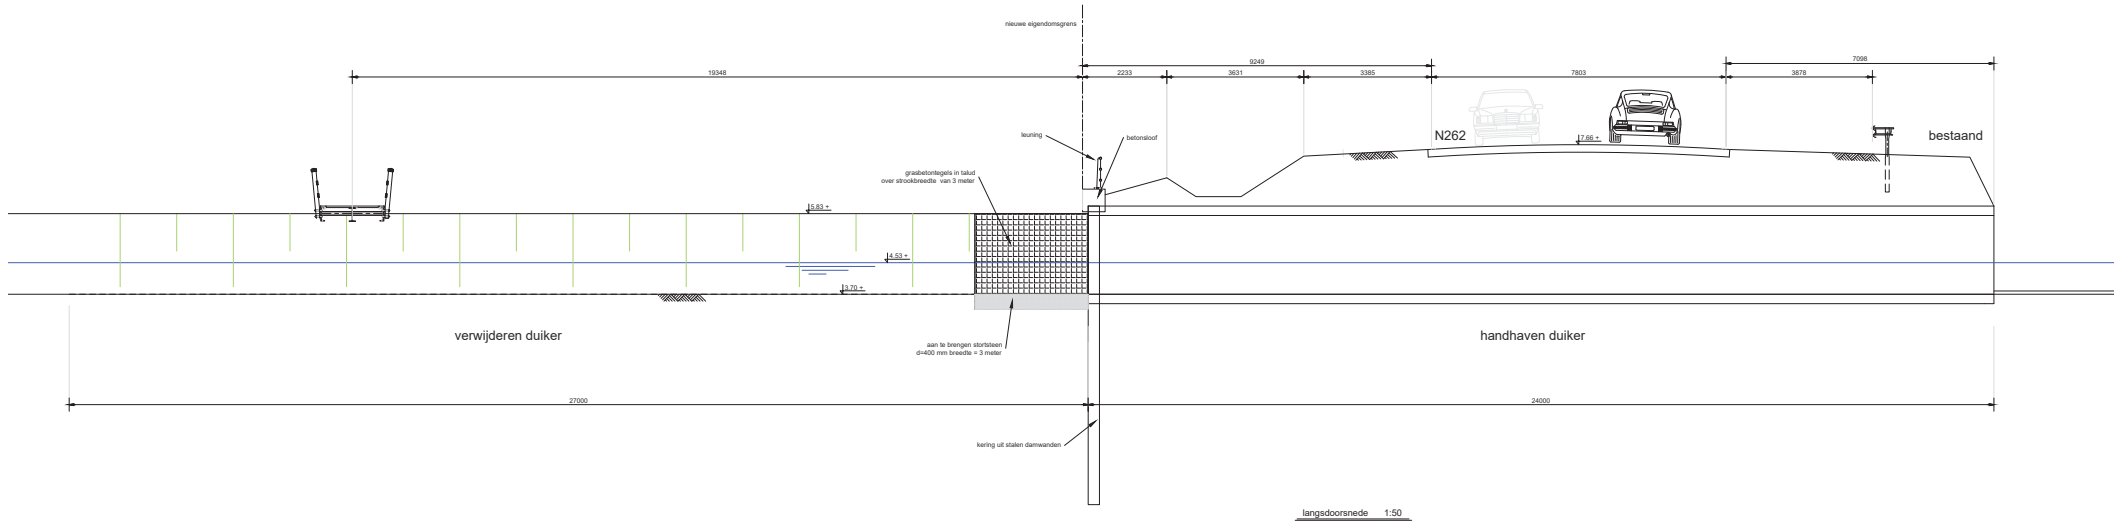 nieuwe eigendomsgrens
9249
7098
19348
2233
3631
3385
7803
3878
leuning
betonsloof
N262
7.66 +
bestaand
grasbetontegels in talud
over strookbreedte van 3 meter
5.83 +
4.53 +
3.70 +
verwijderen duiker
handhaven duiker
aan te brengen stortsteen
d=400 mm breedte = 3 meter
27000
24000
kering uit stalen damwanden
langsdoorsnede 1:50